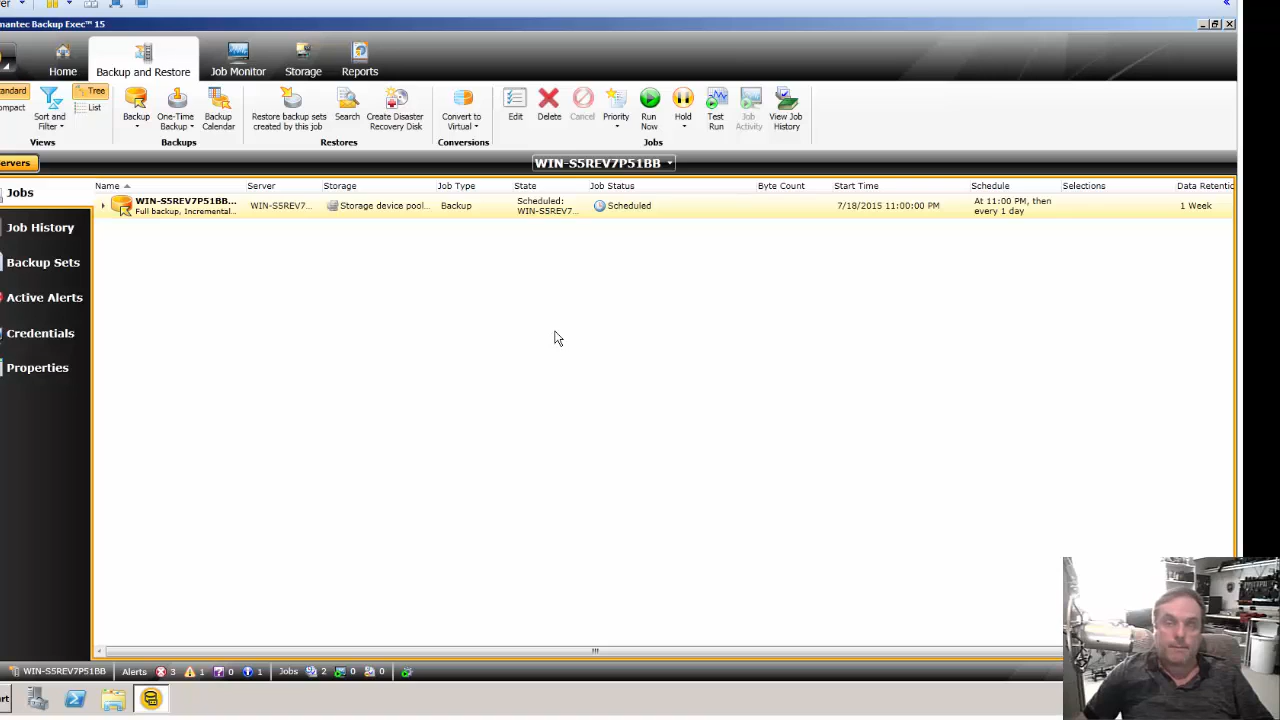 mantec Backup Exec™ 15
Home
Backup and Restore
Job Monitor
Storage
Reports
tandard
ompact
Sort and
Filter
Tree
List
Views
Backup
One-Time
Backup
Backup
Calendar
Backups
Restore backup sets
created by this job
Search
Create Disaster
Recovery Disk
Restores
Convert to
Virtual
Conversions
Edit
Delete
Cancel
Priority
Run
Now
Hold
Test
Run
Job
Activity
View Job
History
Jobs
ervers
WIN-S5REV7P51BB
Jobs
Job History
Backup Sets
Active Alerts
Credentials
Properties
Name Server Storage Job Type State Job Status Byte Count Start Time Schedule Selections Data Retentic
WIN-S5REV7P51BB...
Full backup, Incremental...
WIN-S5REV7...
Storage device pool...
Backup
Scheduled:
WIN-S5REV7...
Scheduled
7/18/2015 11:00:00 PM
At 11:00 PM, then
every 1 day
1 Week
WIN-S5REV7P51BB Alerts 3 1 0 1 Jobs 2 0 0
art